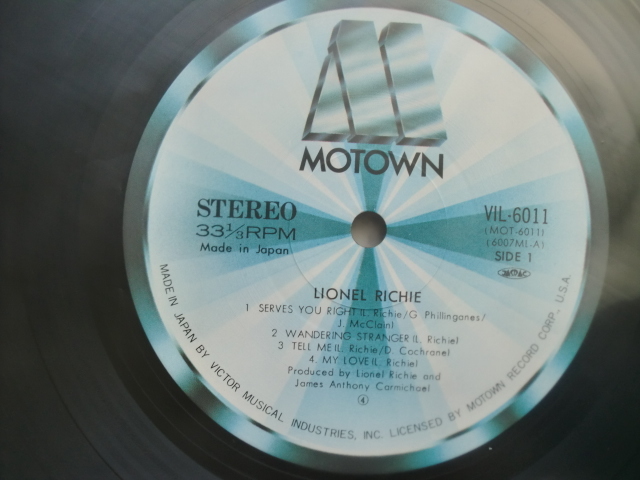 MOTOWN
STEREO
33⅓RPM
Made in Japan
VIL-6011
(MOT-6011)
(6007ML-A)
SIDE 1
LIONEL RICHIE
1 SERVES YOU RIGHT(L. Richie/G. Phillinganes/
J. McClain)
2 WANDERING STRANGER(L. Richie)
3 TELL ME(L. Richie/D. Cochrane)
4. MY LOVE(L. Richie)
Produced by Lionel Richie and
James Anthony Carmichael
④
MADE IN JAPAN BY VICTOR MUSICAL INDUSTRIES, INC. LICENSED BY MOTOWN RECORD CORP., U.S.A.